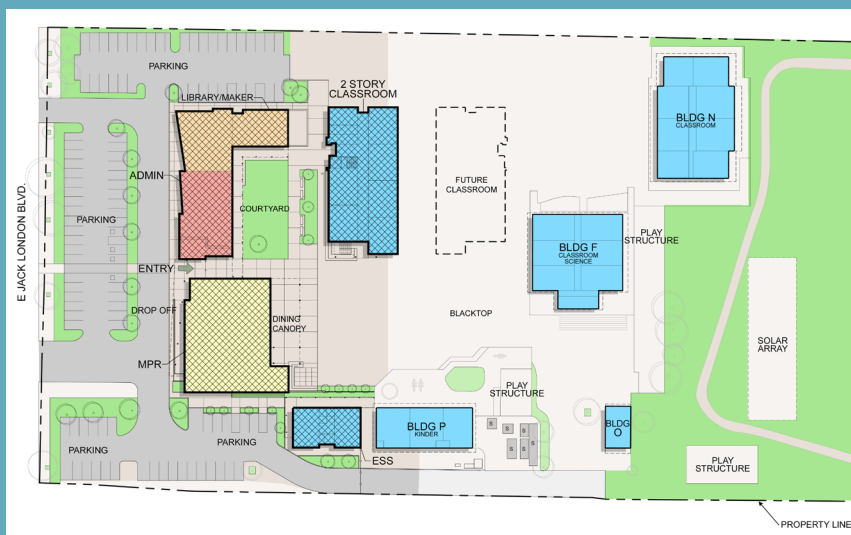 PARKING
LIBRARY/MAKER
2 STORY
CLASSROOM
BLDG N
CLASSROOM
ADMIN
FUTURE
CLASSROOM
COURTYARD
PARKING
PLAY
STRUCTURE
E JACK LONDON BLVD.
BLDG F
CLASSROOM
SCIENCE
ENTRY
DROP OFF
DINING
CANOPY
BLACKTOP
SOLAR
ARRAY
MPR
PLAY
STRUCTURE
BLDG P
KINDER
S
S
S
S
S
S
BLDG
O
PARKING
PARKING
ESS
PLAY
STRUCTURE
PROPERTY LINE